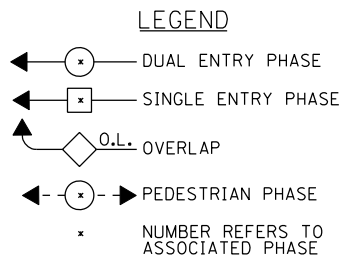 LEGEND
* DUAL ENTRY PHASE
* SINGLE ENTRY PHASE
O.L. OVERLAP
* PEDESTRIAN PHASE
* NUMBER REFERS TO
ASSOCIATED PHASE